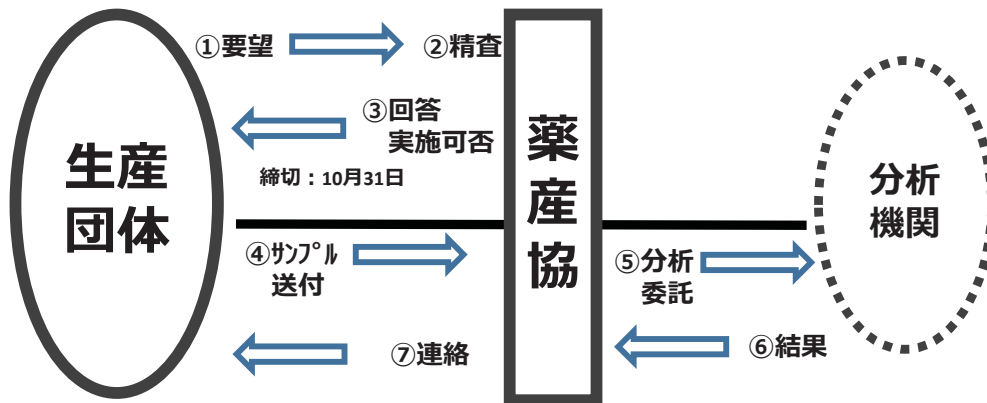 生産
団体
①要望
②精査
③回答
実施可否
締切：10月31日
④ｻﾝﾌﾟﾙ
送付
⑦連絡
薬
産
協
⑤分析
委託
⑥結果
分析
機関